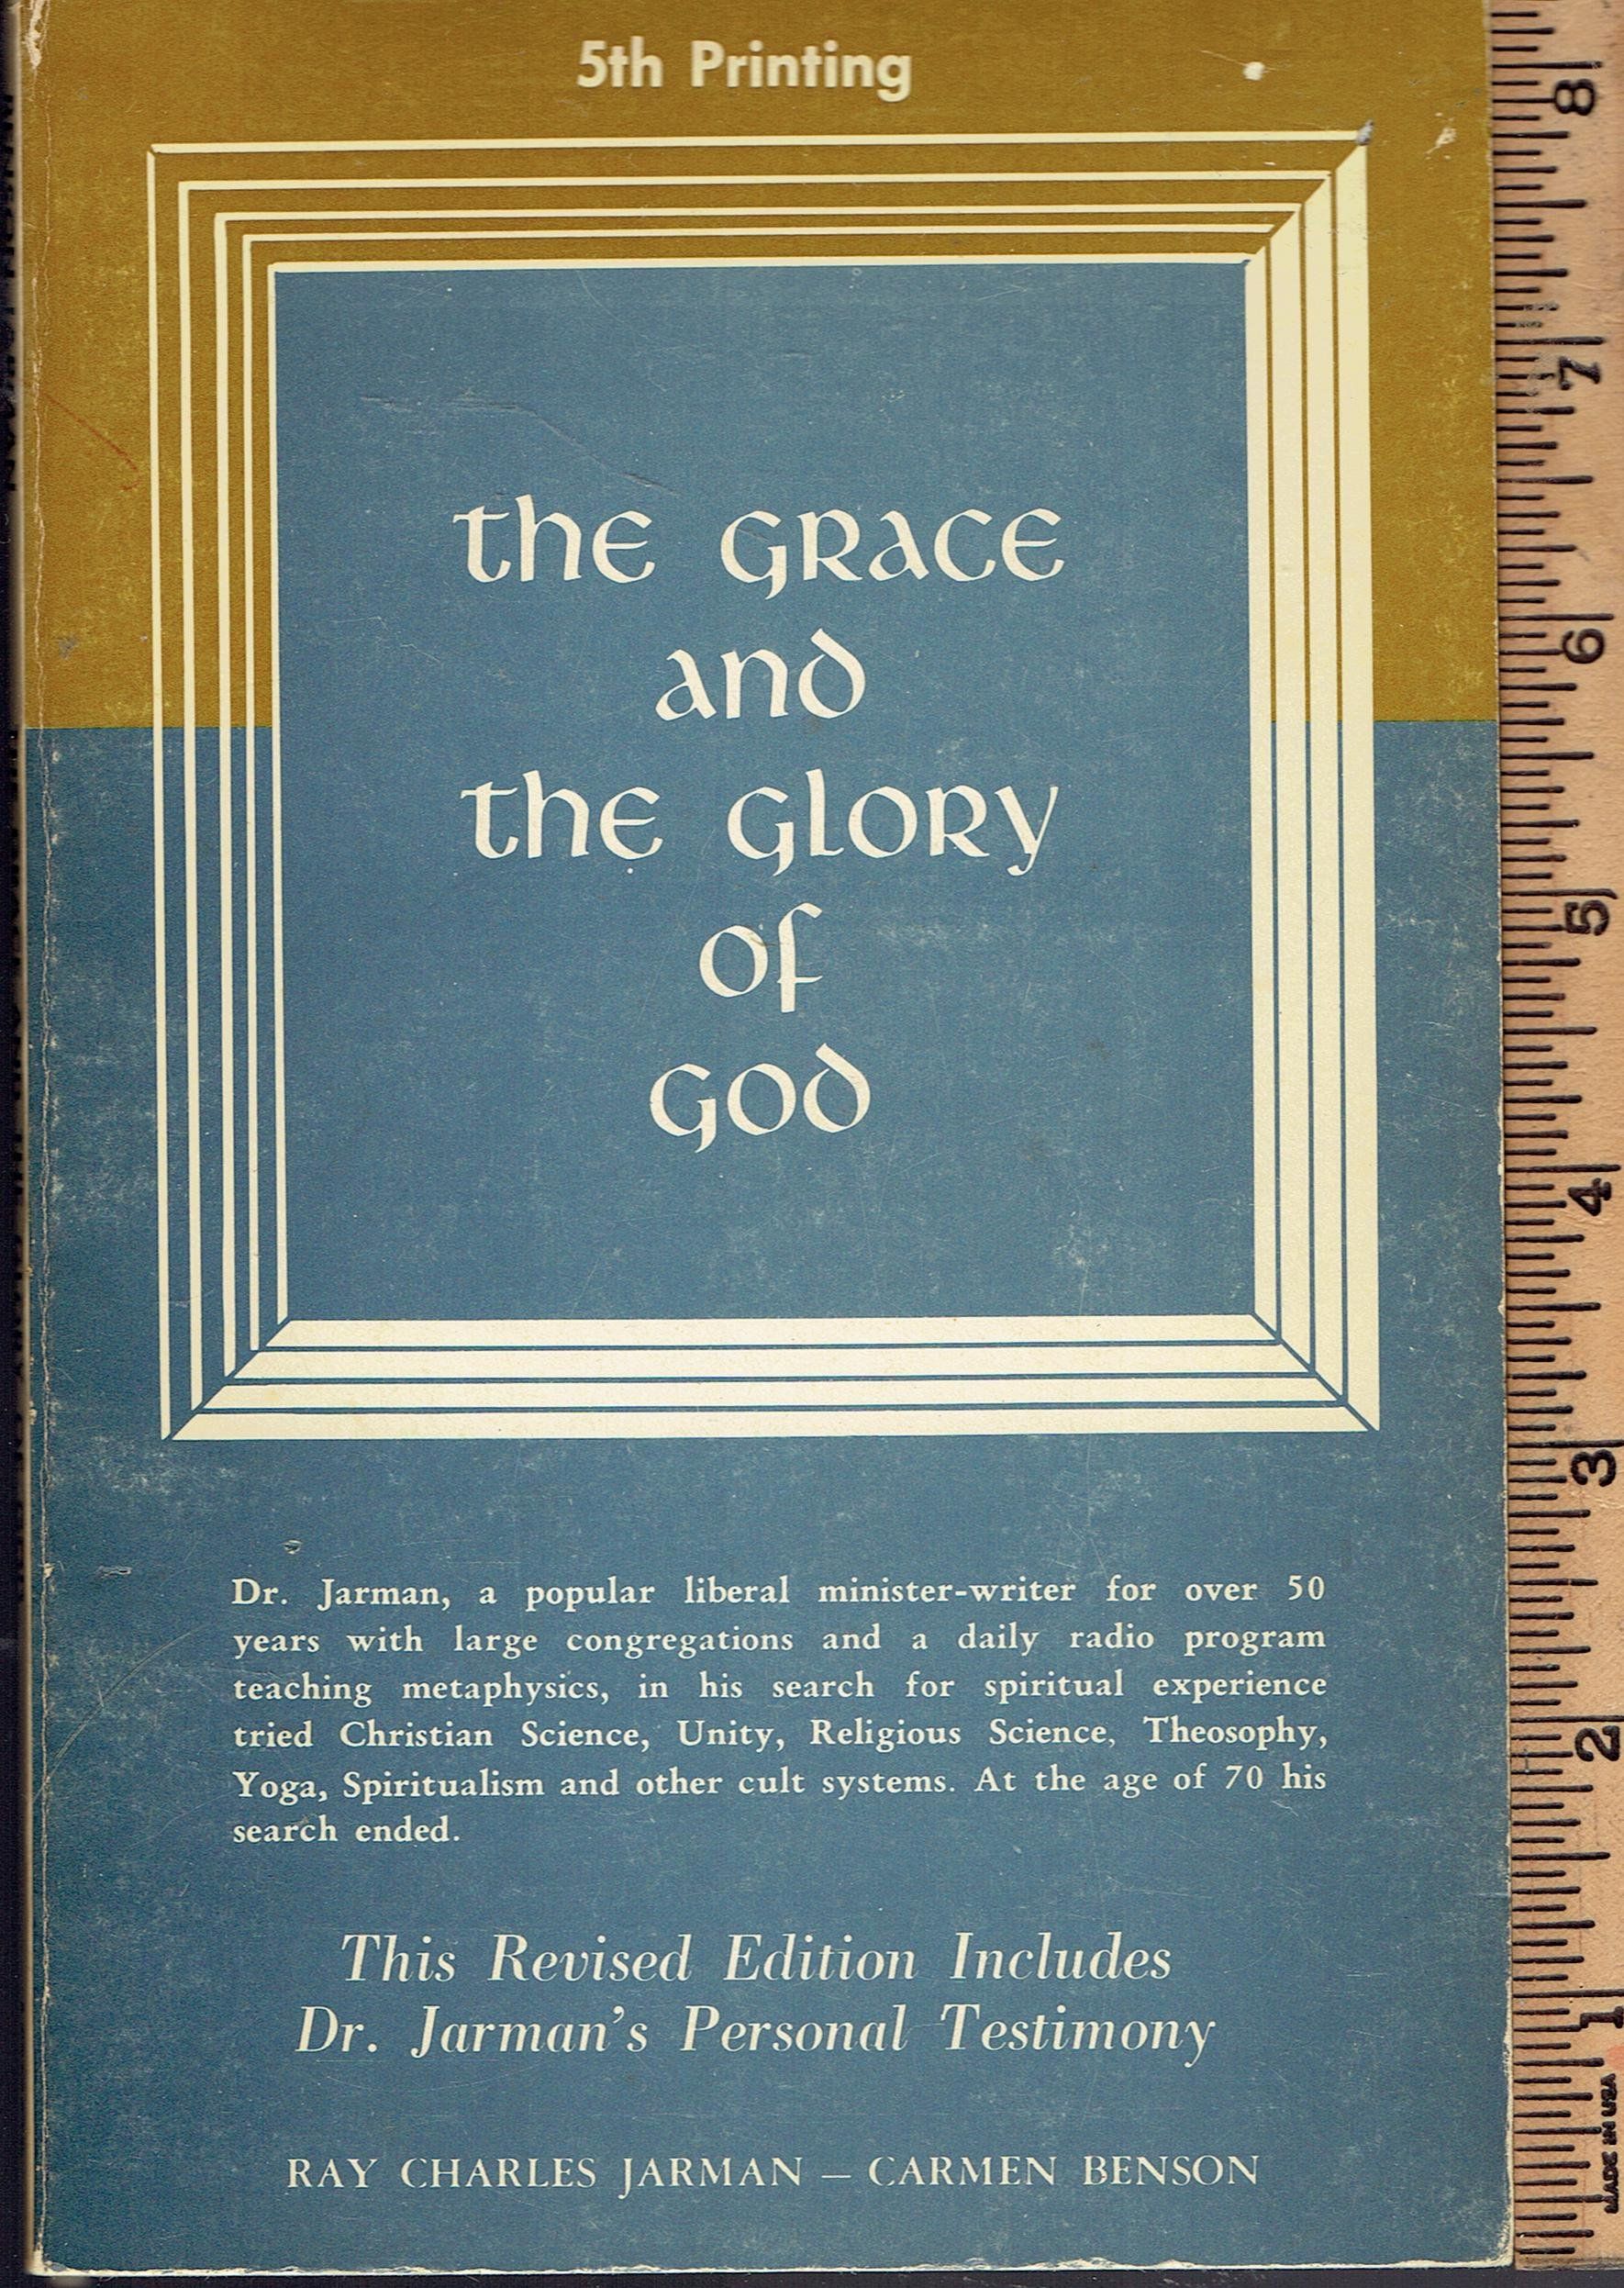 5th Printing
the GRACE
and
the GLORY
of
GOD
Dr. Jarman, a popular liberal minister-writer for over 50
years with large congregations and a daily radio program
teaching metaphysics, in his search for spiritual experience
tried Christian Science, Unity, Religious Science, Theosophy,
Yoga, Spiritualism and other cult systems. At the age of 70 his
search ended.
This Revised Edition Includes
Dr. Jarman's Personal Testimony
RAY CHARLES JARMAN – CARMEN BENSON
8
7
6
5
4
3
2
1
MADE IN USA